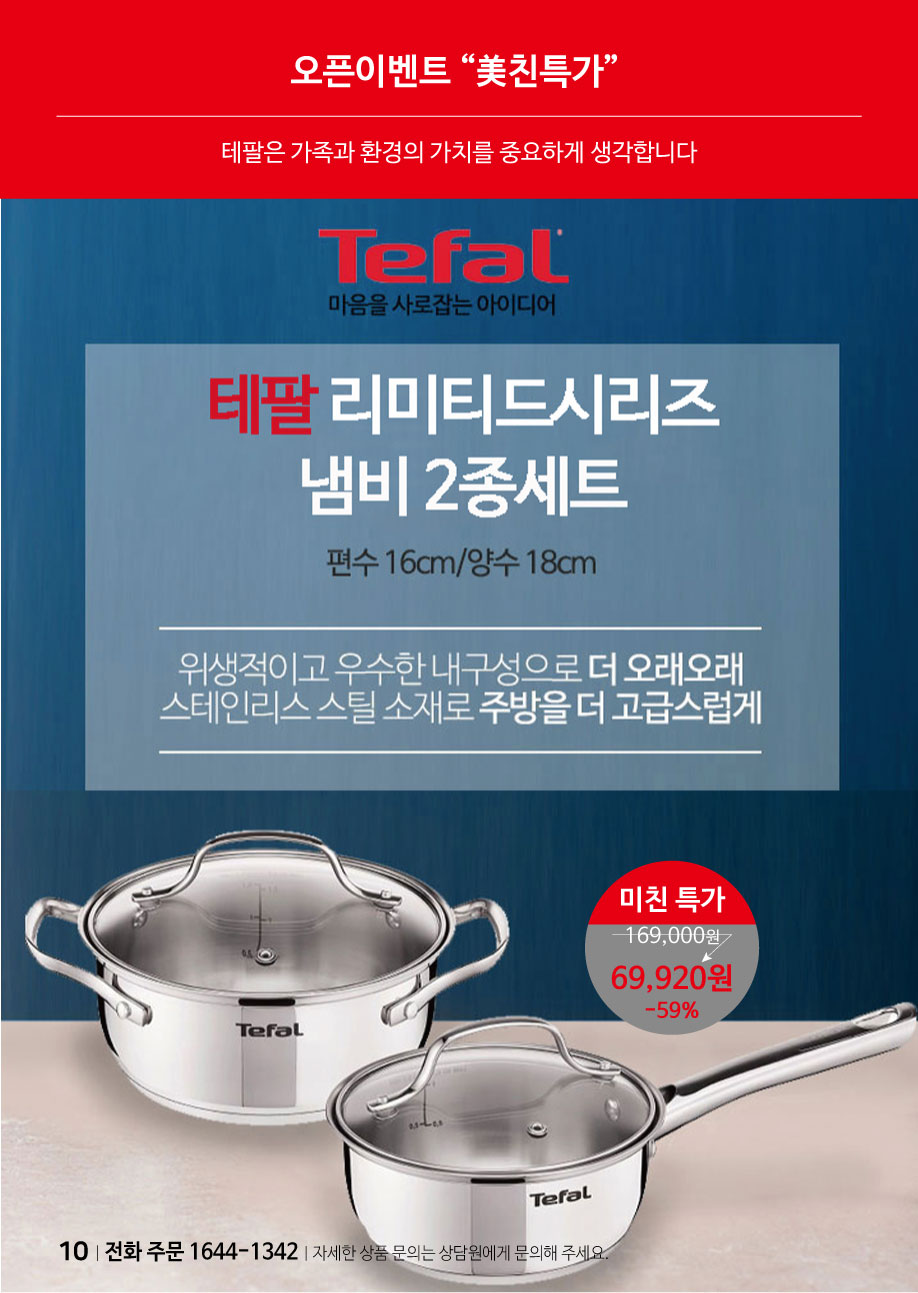 오픈이벤트 “美친특가”
테팔은 가족과 환경의 가치를 중요하게 생각합니다
Tefal
마음을 사로잡는 아이디어
테팔 리미티드시리즈
냄비 2종세트
편수 16cm/양수 18cm
위생적이고 우수한 내구성으로 더 오래오래
스테인리스 스틸 소재로 주방을 더 고급스럽게
미친 특가
169,000원
69,920원
-59%
Tefal
Tefal
10 | 전화 주문 1644-1342 | 자세한 상품 문의는 상담원에게 문의해 주세요.